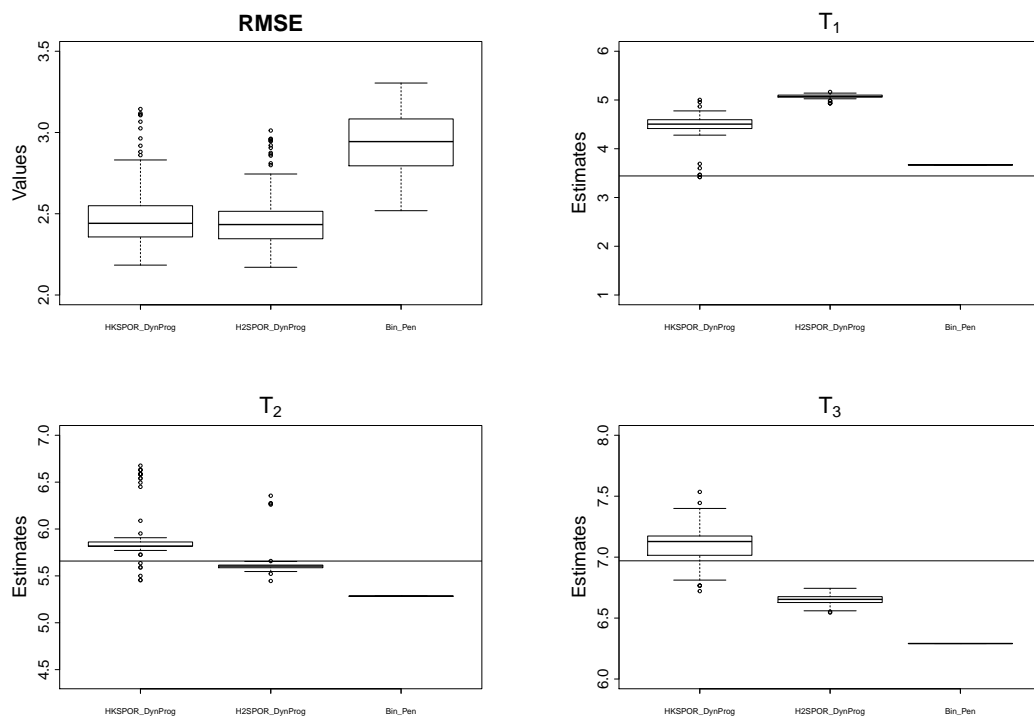 RMSE
Values
3.5
3.0
2.5
2.0
HKSPOR_DynProg H2SPOR_DynProg Bin_Pen
T₁
Estimates
6
5
4
3
2
1
HKSPOR_DynProg H2SPOR_DynProg Bin_Pen
T₂
Estimates
7.0
6.5
6.0
5.5
5.0
4.5
HKSPOR_DynProg H2SPOR_DynProg Bin_Pen
T₃
Estimates
8.0
7.5
7.0
6.5
6.0
HKSPOR_DynProg H2SPOR_DynProg Bin_Pen